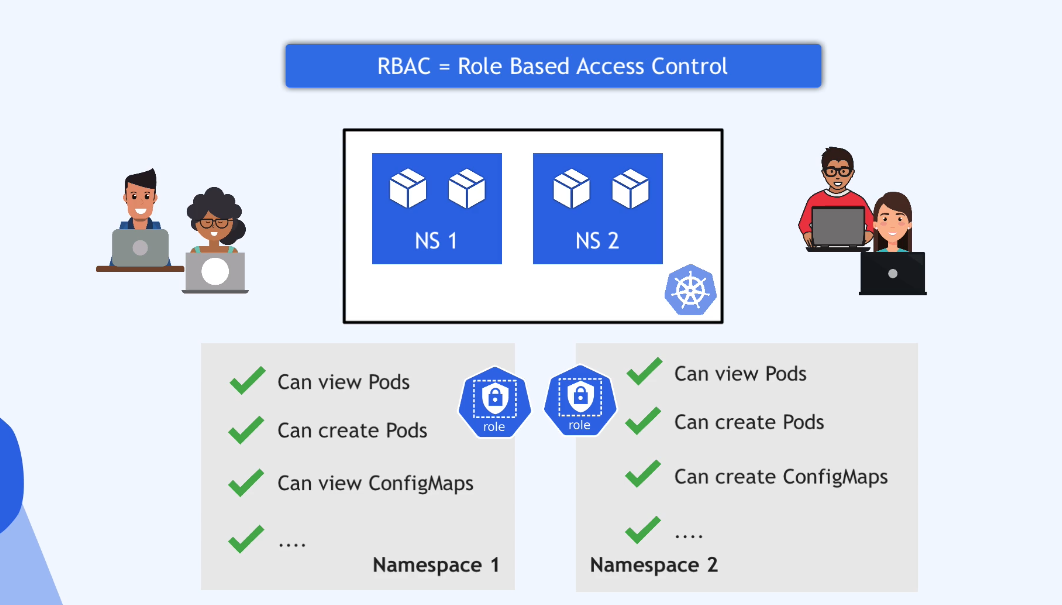 RBAC = Role Based Access Control
NS 1
NS 2
Can view Pods
Can create Pods
Can view ConfigMaps
....
Namespace 1
role
role
Can view Pods
Can create Pods
Can create ConfigMaps
....
Namespace 2